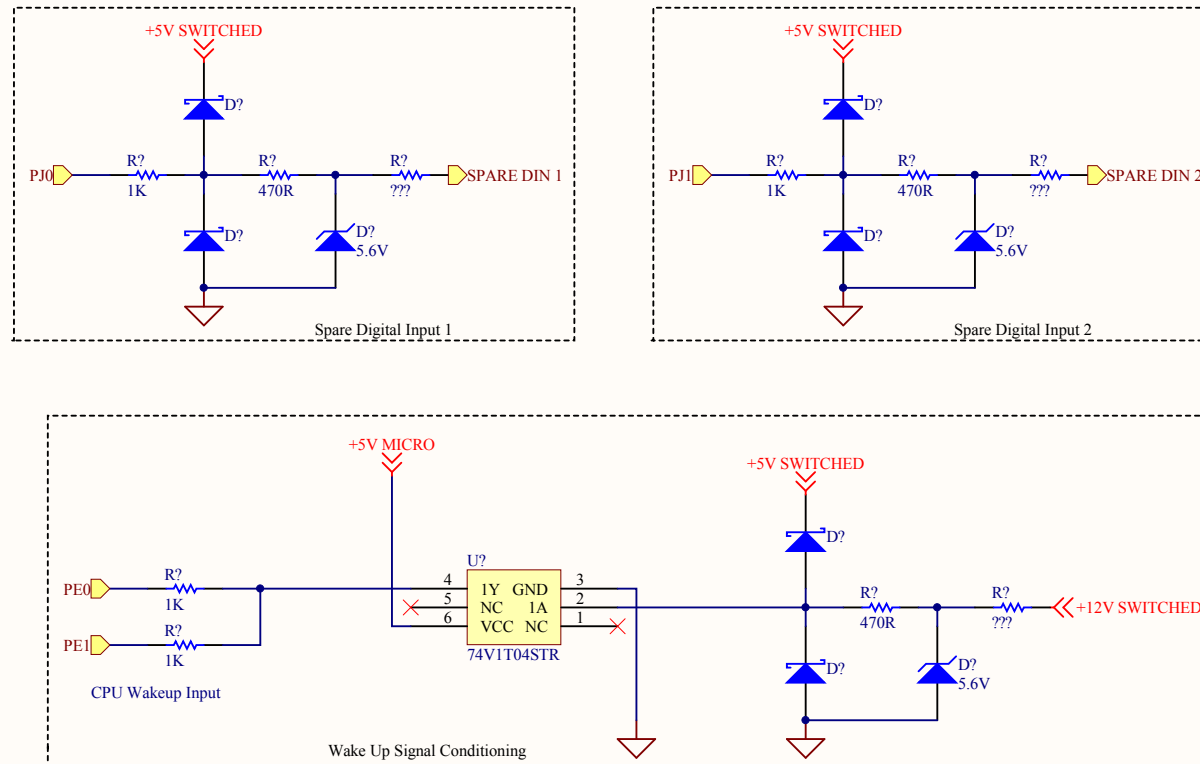 +5V SWITCHED
D?
PJ0
R?
1K
R?
470R
R?
???
SPARE DIN 1
D?
D?
5.6V
Spare Digital Input 1
+5V SWITCHED
D?
PJ1
R?
1K
R?
470R
R?
???
SPARE DIN 2
D?
D?
5.6V
Spare Digital Input 2
+5V MICRO
+5V SWITCHED
D?
U?
PE0
R?
1K
4
1Y
GND
3
5
NC
1A
2
6
VCC
NC
1
74V1T04STR
R?
470R
R?
???
+12V SWITCHED
PE1
R?
1K
D?
D?
5.6V
CPU Wakeup Input
Wake Up Signal Conditioning